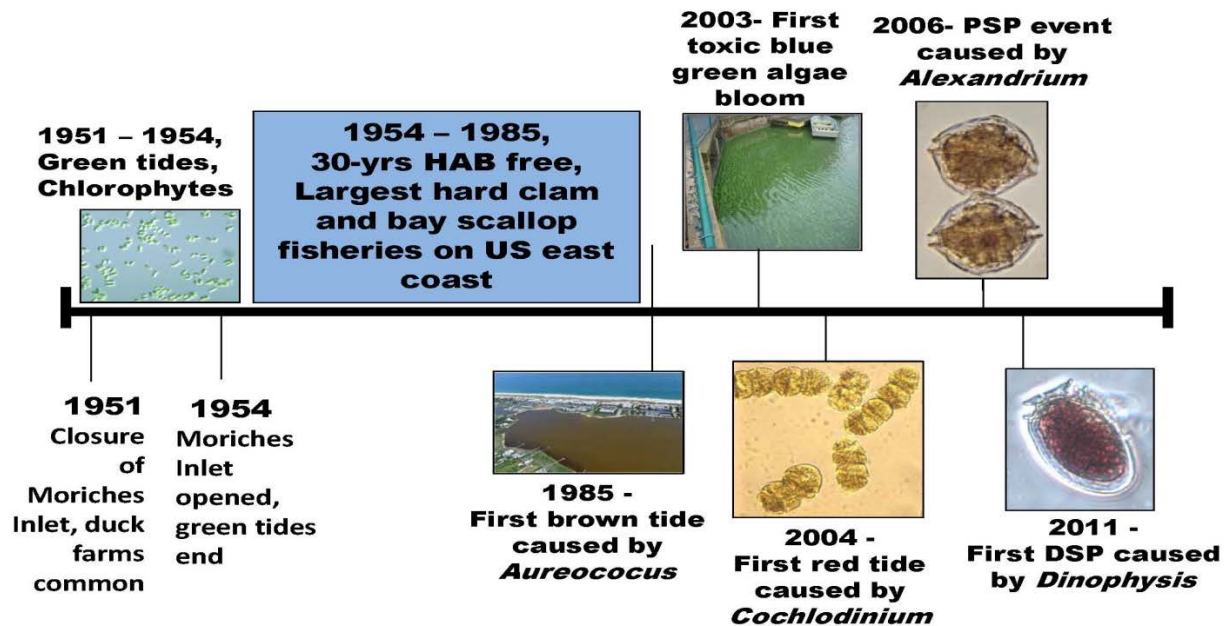 1951 – 1954,
Green tides,
Chlorophytes
1954 – 1985,
30-yrs HAB free,
Largest hard clam
and bay scallop
fisheries on US east
coast
2003- First
toxic blue
green algae
bloom
2006- PSP event
caused by
Alexandrium
1951
Closure
of
Moriches
Inlet, duck
farms
common
1954
Moriches
Inlet
opened,
green tides
end
1985 -
First brown tide
caused by
Aureococus
2004 -
First red tide
caused by
Cochlodinium
2011 -
First DSP caused
by Dinophysis